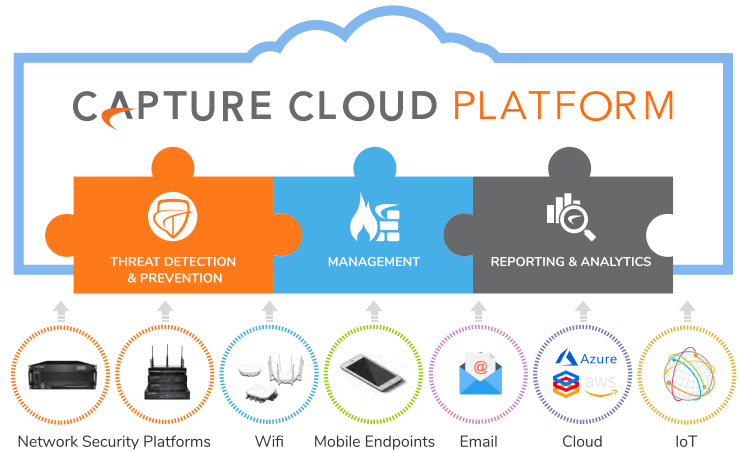 CAPTURE CLOUD PLATFORM
THREAT DETECTION
& PREVENTION
MANAGEMENT
REPORTING & ANALYTICS
@
Azure
aws
Network Security Platforms
Wifi
Mobile Endpoints
Email
Cloud
IoT